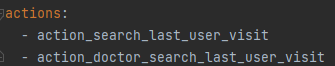 actions:
  - action_search_last_user_visit
  - action_doctor_search_last_user_visit